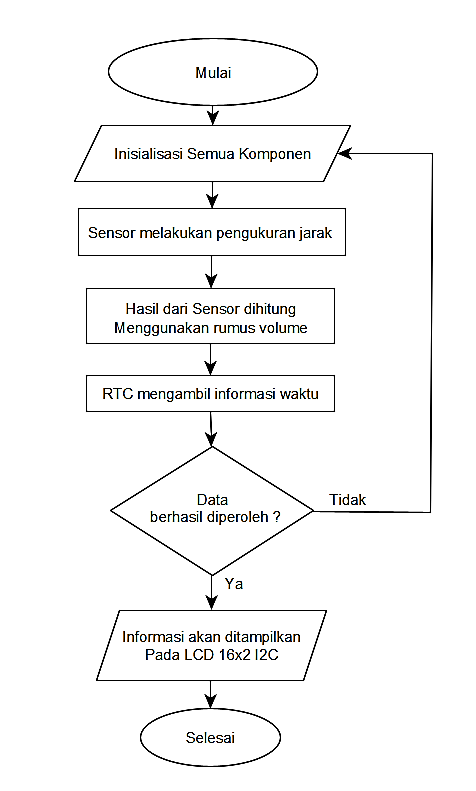 Mulai
Inisialisasi Semua Komponen
Sensor melakukan pengukuran jarak
Hasil dari Sensor dihitung
Menggunakan rumus volume
RTC mengambil informasi waktu
Data
berhasil diperoleh ?
Tidak
Ya
Informasi akan ditampilkan
Pada LCD 16x2 I2C
Selesai